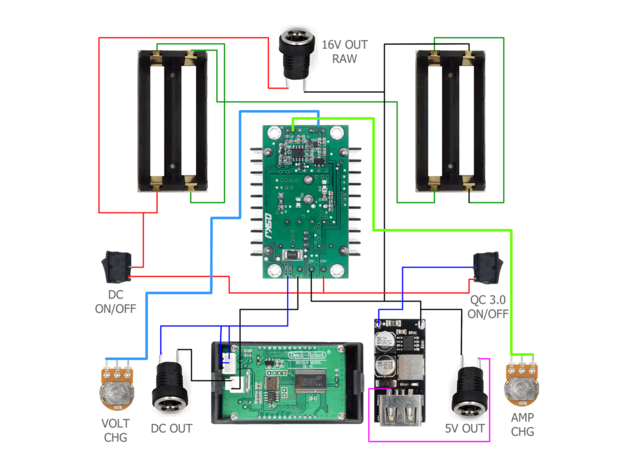 16V OUT
RAW
DC
ON/OFF
QC 3.0
ON/OFF
VOLT
CHG
DC OUT
5V OUT
AMP
CHG